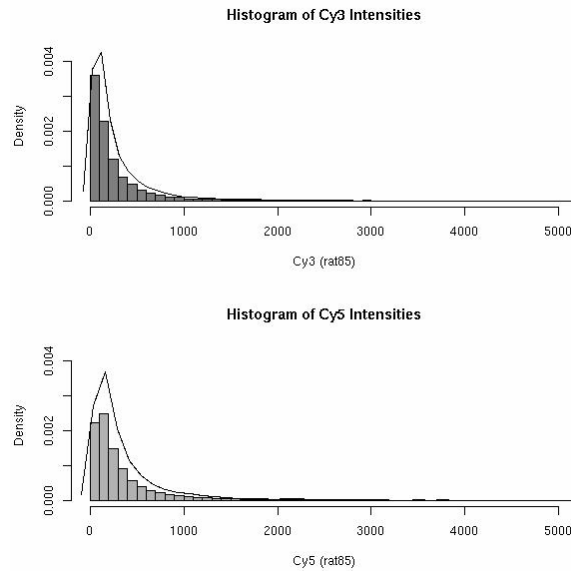 Histogram of Cy3 Intensities
Density
0.004
0.002
0.000
0 1000 2000 3000 4000 5000
Cy3 (rat85)
Histogram of Cy5 Intensities
Density
0.004
0.002
0.000
0 1000 2000 3000 4000 5000
Cy5 (rat85)